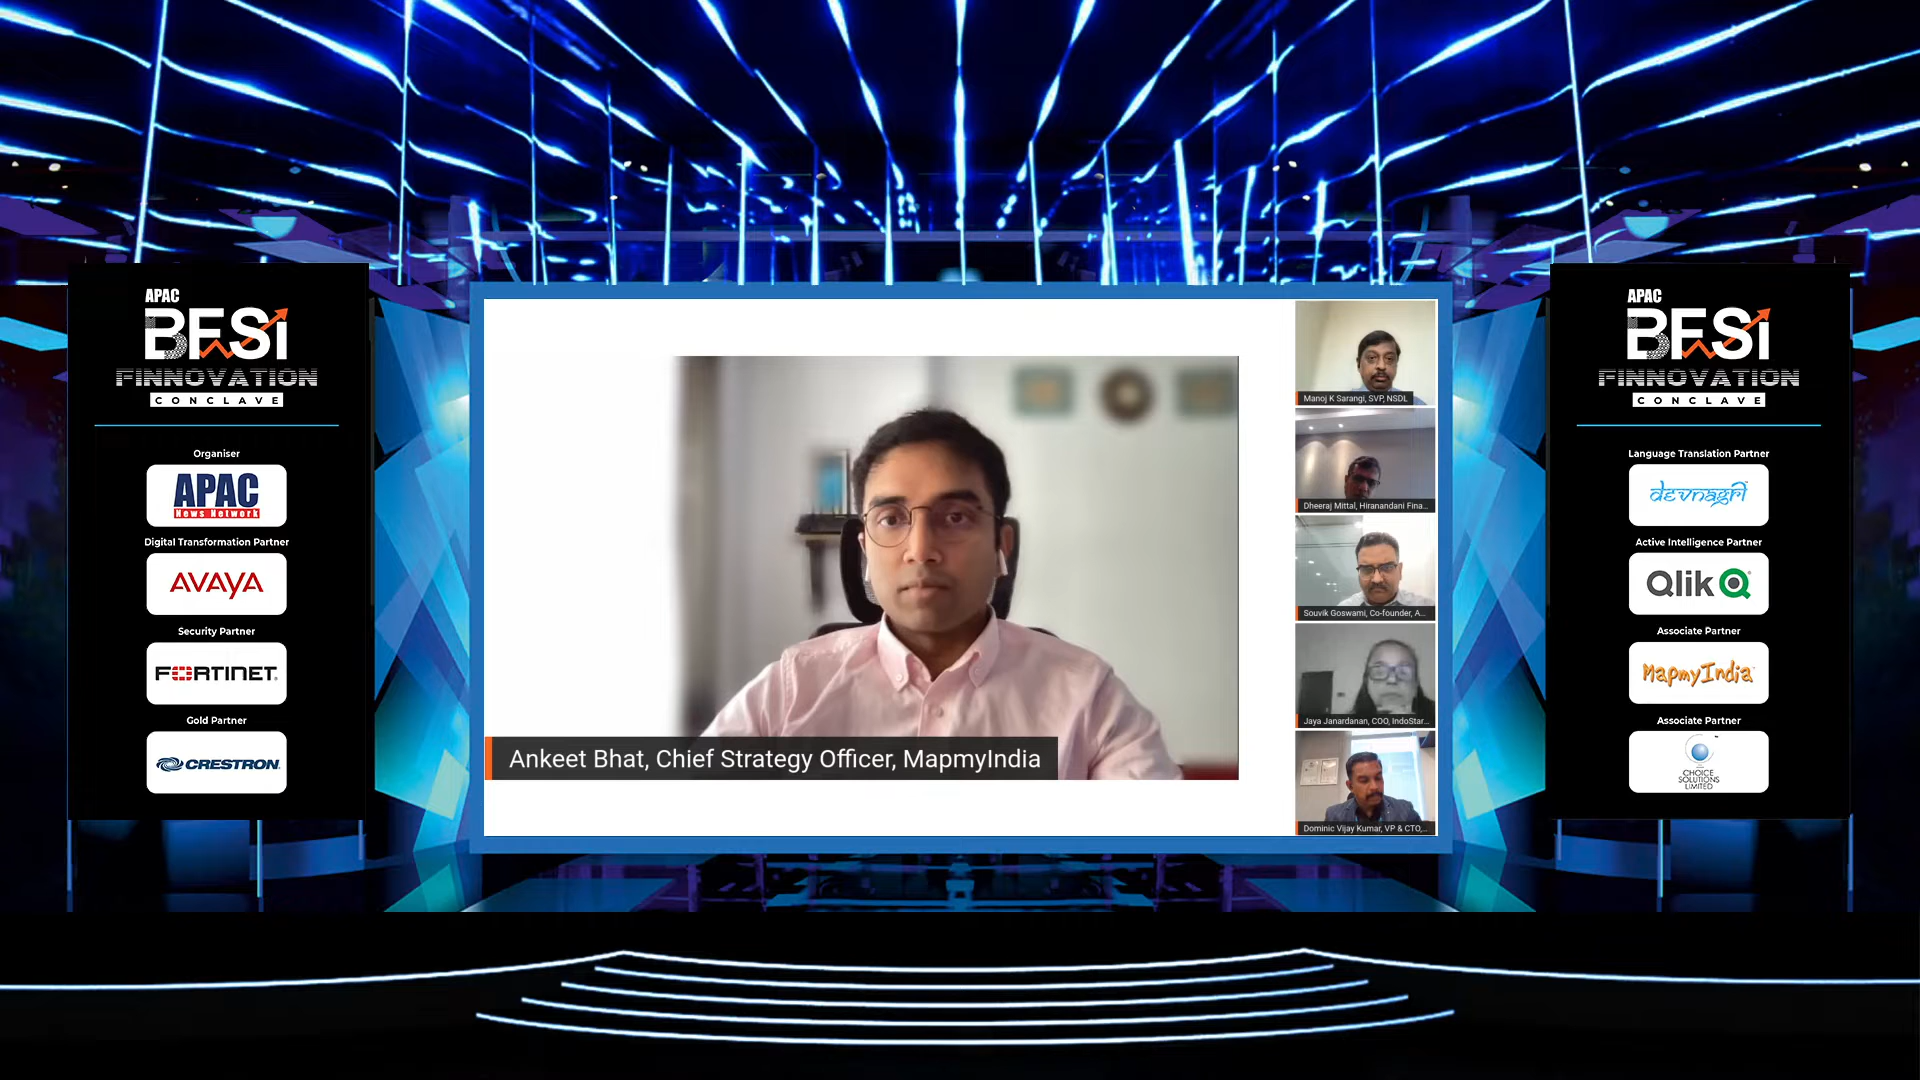 APAC
BFSI
FINNOVATION
CONCLAVE
Organiser
APAC
News Network
Digital Transformation Partner
AVAYA
Security Partner
FORTINET
Gold Partner
CRESTRON
Ankeet Bhat, Chief Strategy Officer, MapmyIndia
Manoj K Sarangi, SVP, NSDL
Dheeraj Mittal, Hiranandani Fina...
Souvik Goswami, Co-founder, A...
Jaya Janardanan, COO, IndoStar...
Dominic Vijay Kumar, VP & CTO,...
APAC
BFSI
FINNOVATION
CONCLAVE
Language Translation Partner
devnagri
Active Intelligence Partner
Qlik
Associate Partner
MapmyIndia
Associate Partner
CHOICE
SOLUTIONS
LIMITED